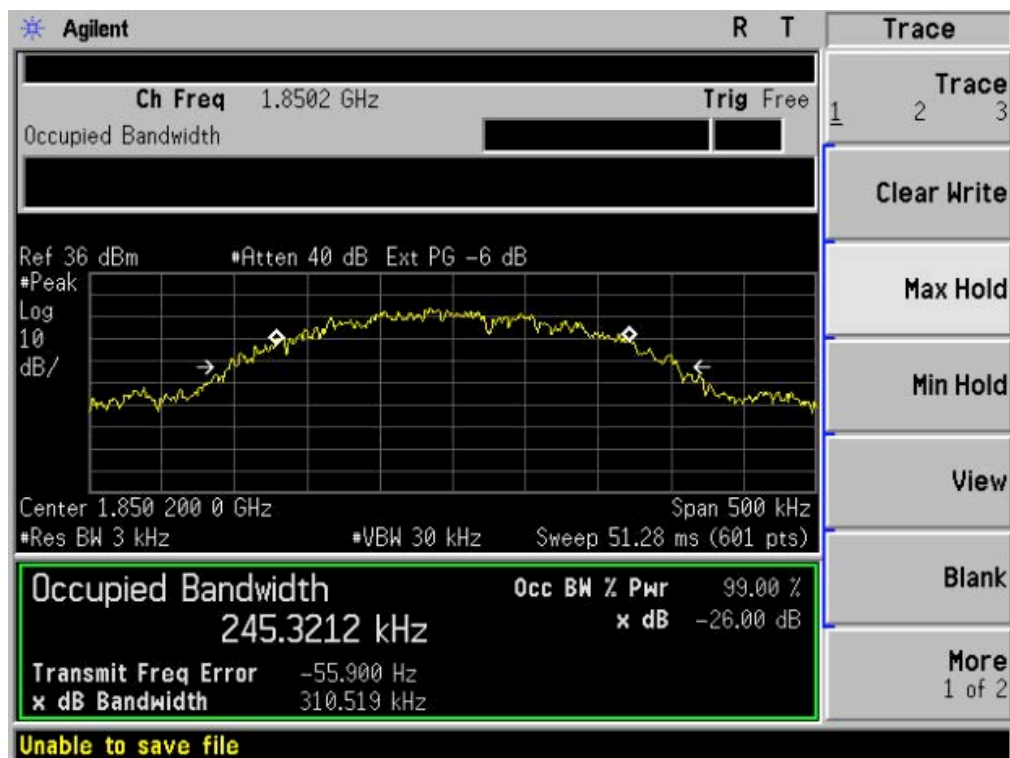 Agilent R T Trace
Ch Freq 1.8502 GHz Trig Free
Occupied Bandwidth
Trace
1 2 3
Clear Write
Max Hold
Min Hold
View
Blank
More
1 of 2
Ref 36 dBm #Atten 40 dB Ext PG -6 dB
#Peak
Log
10
dB/
Center 1.850 200 0 GHz Span 500 kHz
#Res BW 3 kHz #VBW 30 kHz Sweep 51.28 ms (601 pts)
Occupied Bandwidth Occ BW % Pwr 99.00 %
245.3212 kHz x dB -26.00 dB
Transmit Freq Error -55.900 Hz
x dB Bandwidth 310.519 kHz
Unable to save file